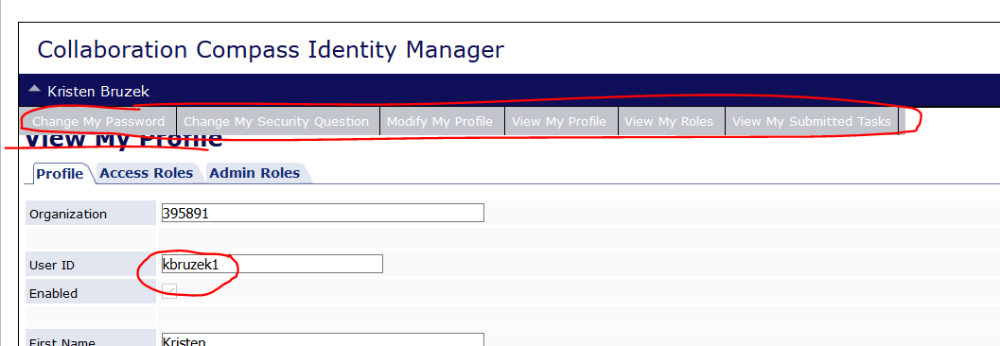 Collaboration Compass Identity Manager
Kristen Bruzek
Change My Password Change My Security Question Modify My Profile View My Profile View My Roles View My Submitted Tasks
View My Profile
Profile Access Roles Admin Roles
Organization 395891
User ID kbruzek1
Enabled
First Name Kristen